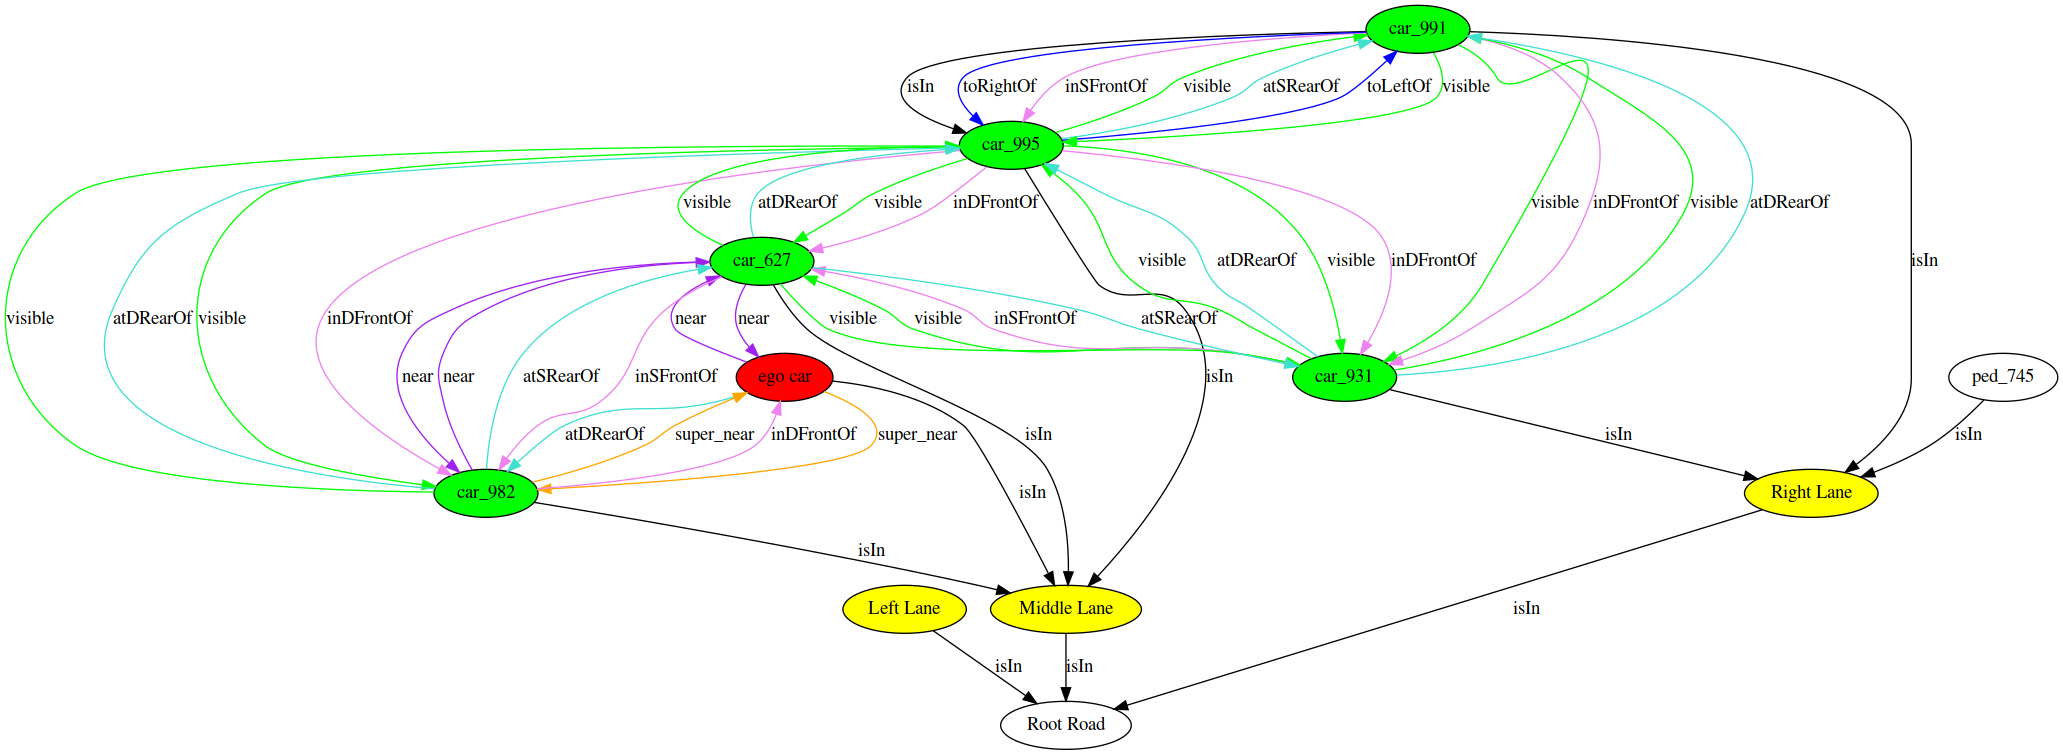 car_991
isIn
toRightOf
inSFrontOf
visible
atSRearOf
toLeftOf
visible
car_995
visible
atDRearOf
visible
inDFrontOf
visible
inDFrontOf
visible
atDRearOf
car_627
visible
atDRearOf
visible
inDFrontOf
isIn
visible
atDRearOf
visible
inDFrontOf
near
near
visible
visible
inSFrontOf
atSRearOf
near
near
atSRearOf
inSFrontOf
ego car
isIn
car_931
ped_745
atDRearOf
super_near
inDFrontOf
super_near
isIn
isIn
isIn
car_982
isIn
Right Lane
isIn
Left Lane
Middle Lane
isIn
isIn
isIn
Root Road